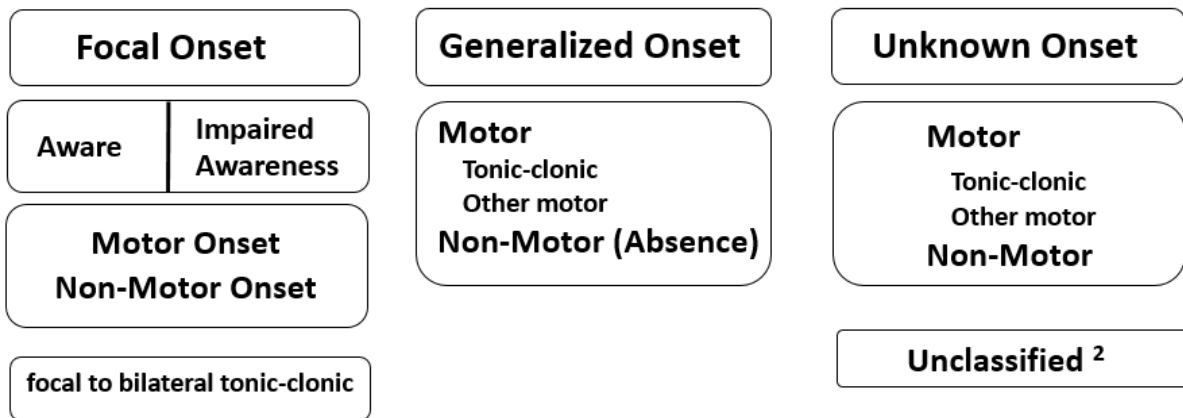 Focal Onset
Aware
Impaired
Awareness
Motor Onset
Non-Motor Onset
focal to bilateral tonic-clonic
Generalized Onset
Motor
Tonic-clonic
Other motor
Non-Motor (Absence)
Unknown Onset
Motor
Tonic-clonic
Other motor
Non-Motor
Unclassified ²